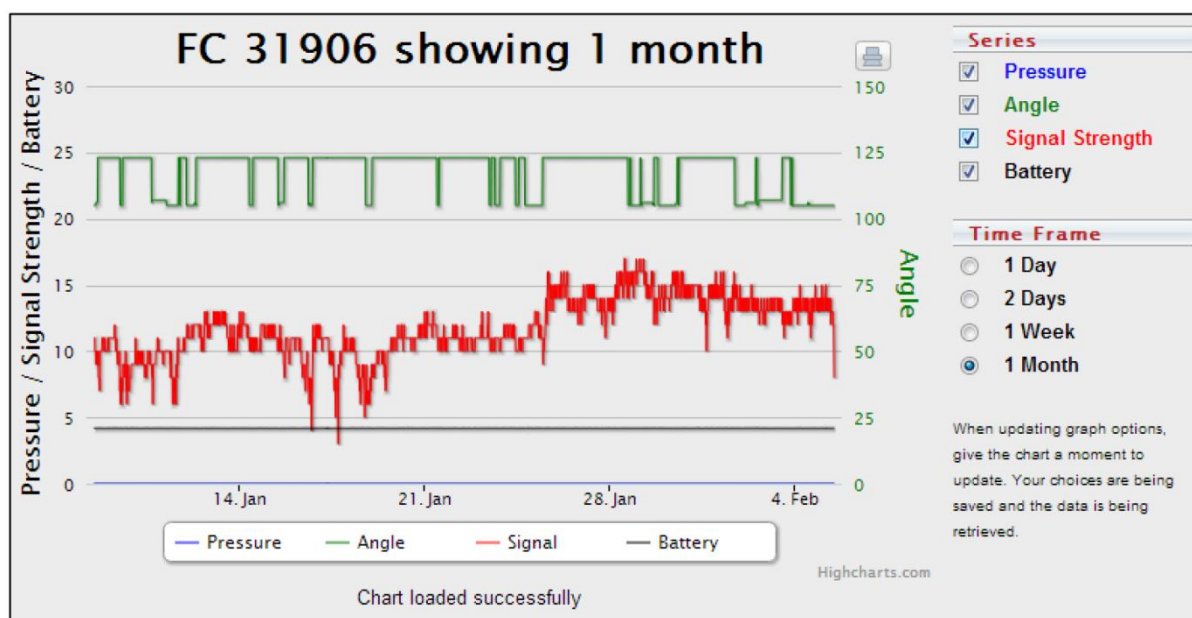 FC 31906 showing 1 month
Pressure / Signal Strength / Battery
30
25
20
15
10
5
0
150
125
100
75
50
25
0
Angle
14. Jan
21. Jan
28. Jan
4. Feb
Pressure
Angle
Signal
Battery
Highcharts.com
Chart loaded successfully
Series
Pressure
Angle
Signal Strength
Battery
Time Frame
1 Day
2 Days
1 Week
1 Month
When updating graph options,
give the chart a moment to
update. Your choices are being
saved and the data is being
retrieved.